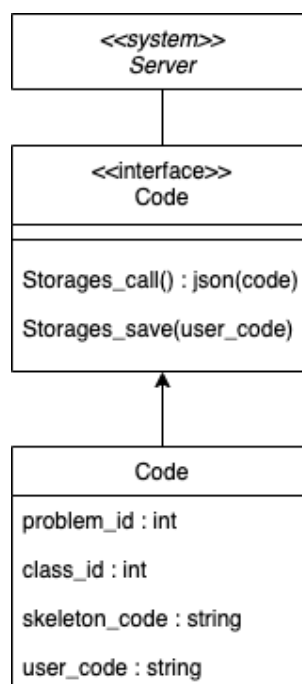 <<system>>
Server
<<interface>>
Code
Storages_call() : json(code)
Storages_save(user_code)
Code
problem_id : int
class_id : int
skeleton_code : string
user_code : string